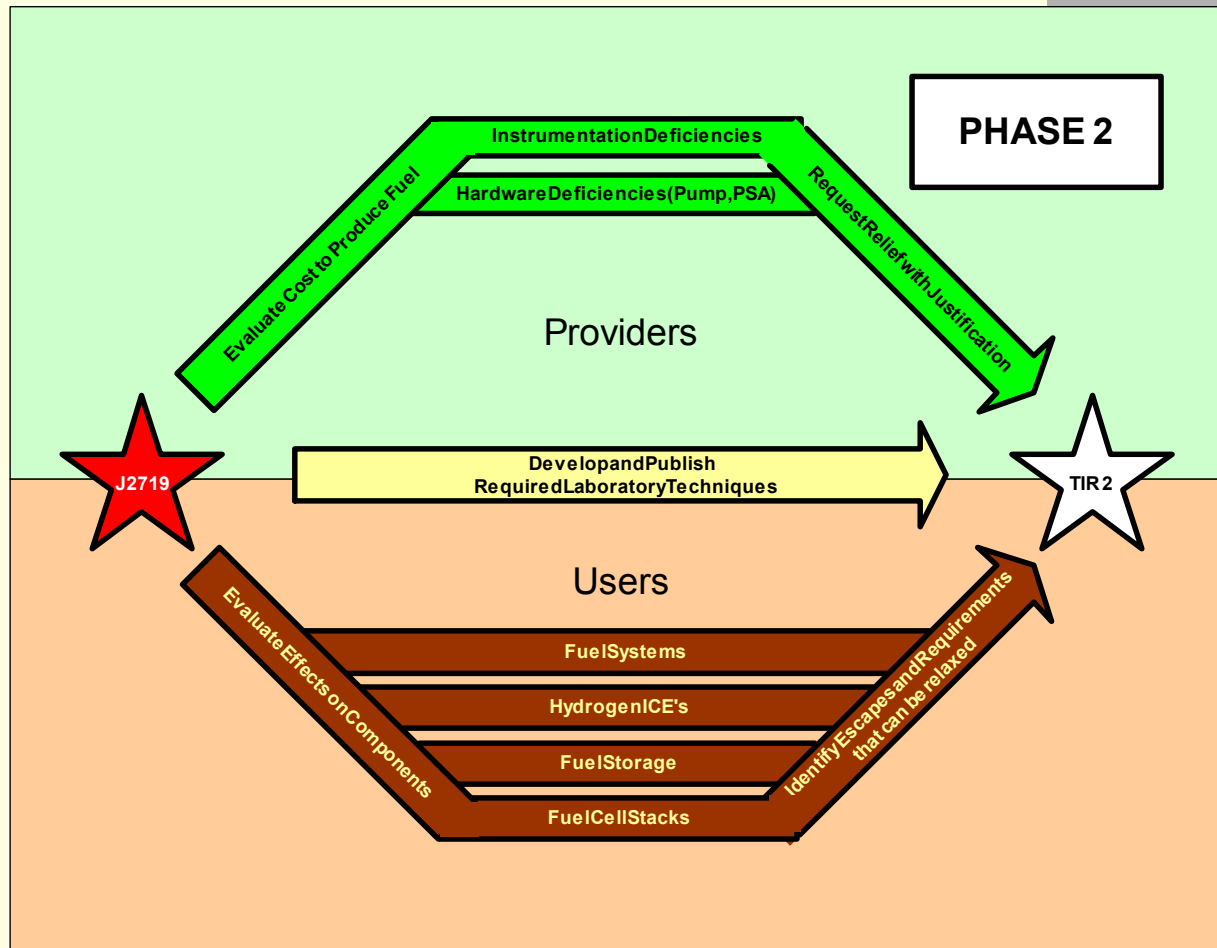 PHASE 2
InstrumentationDeficiencies
HardwareDeficiencies(Pump,PSA)
Evaluate Cost to Produce Fuel
RequestReliefwithJustification
Providers
J2719
DevelopandPublish
RequiredLaboratoryTechniques
TIR 2
Users
EvaluateEffectsonComponents
FuelSystems
HydrogenICE's
FuelStorage
FuelCellStacks
IdentifyEscapesandRequirements
that can be relaxed